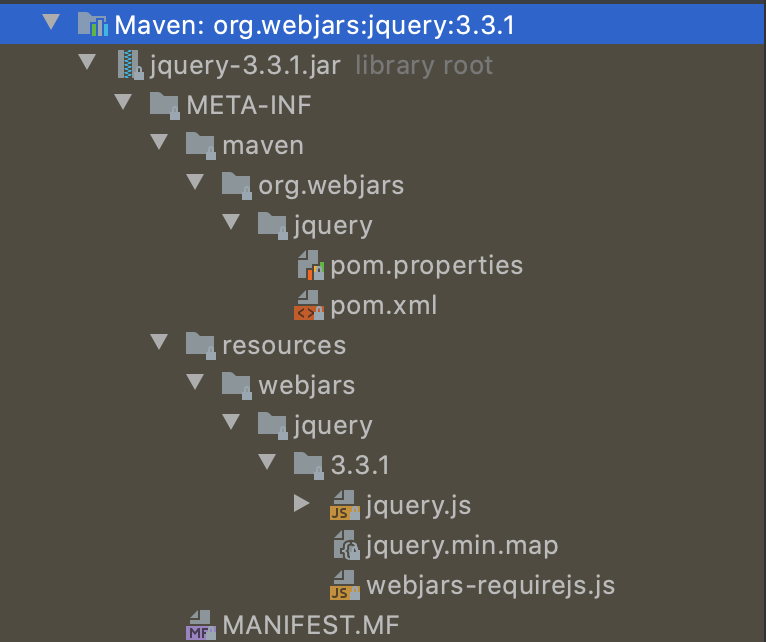 Maven: org.webjars:jquery:3.3.1
jquery-3.3.1.jar library root
META-INF
maven
org.webjars
jquery
pom.properties
pom.xml
resources
webjars
jquery
3.3.1
jquery.js
jquery.min.map
webjars-requirejs.js
MANIFEST.MF